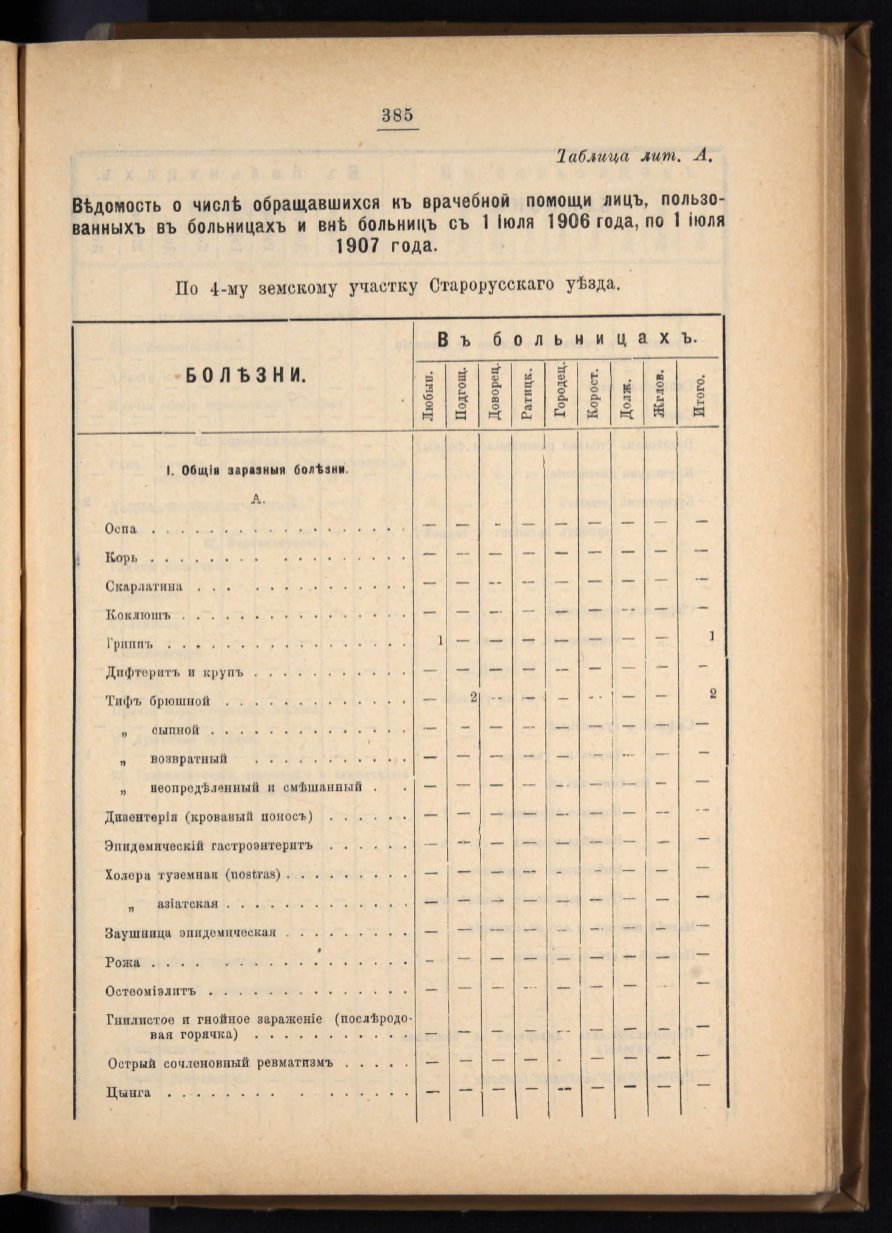 385
Таблица лит. А.
Вѣдомость о числѣ обращавшихся къ врачебной помощи лицъ, пользо-
ванныхъ въ больницахъ и внѣ больницъ съ 1 Iюля 1906 года, по 1 iюля
1907 года.
По 4-му земскому участку Старорусскаго уѣзда.
БОЛѢЗНИ. Въ больницахъ.
Любын. Подгощ. Доворец. Ратицк. Городец. Корост. Долж. Жглов. Итого.
I. Общiя заразныя болѣзни.
А.
Оспа . . . . . . . . . . . . . . . . . — — - — — — — — —
Корь . . . . . . . . . . . . . . . . . — — — — — — — — —
Скарлатина . . . . . . . . . . . . . . — — — — — — — — —
Коклюшъ . . . . . . . . . . . . . . . . — — — — — — — — —
Гриппъ . . . . . . . . . . . . . . . . . 1 — — — — — — — 1
Дифтеритъ и крупъ . . . . . . . . . . . — — — — — — — — —
Тифъ брюшной . . . . . . . . . . . . . — 2 — — — — — — 2
„ сыпной . . . . . . . . . . . . . . — — — — — — — — —
„ возвратный . . . . . . . . . . . — — — — — — — — —
„ неопредѣленный и смѣшанный . . — — — — — — — — —
Дизентерiя (кровавый поносъ) . . . . . . — — — — — — — — —
Эпидемическiй гастроэнтеритъ . . . . . . — — — — — — — — —
Холера туземная (nostras) . . . . . . . . . — — — — - — — — —
„ азiатская . . . . . . . . . . . . . — — — — — — — — —
Заушница эпидемическая . . . . . . . . . — — — — — — — — —
Рожа . . . . . . . . . . . . . . . . . - — — — — — — — —
Остеомiэлитъ . . . . . . . . . . . . . . — — — — — — — - —
Гнилистое и гнойное зараженiе (послѣродо-
вая горячка) . . . . . . . . . . . — — — — — — — — —
Острый сочленовный ревматизмъ . . . . . — — — — - — — — —
Цынга . . . . . . . . . . . . . . . — — — — — — — — —